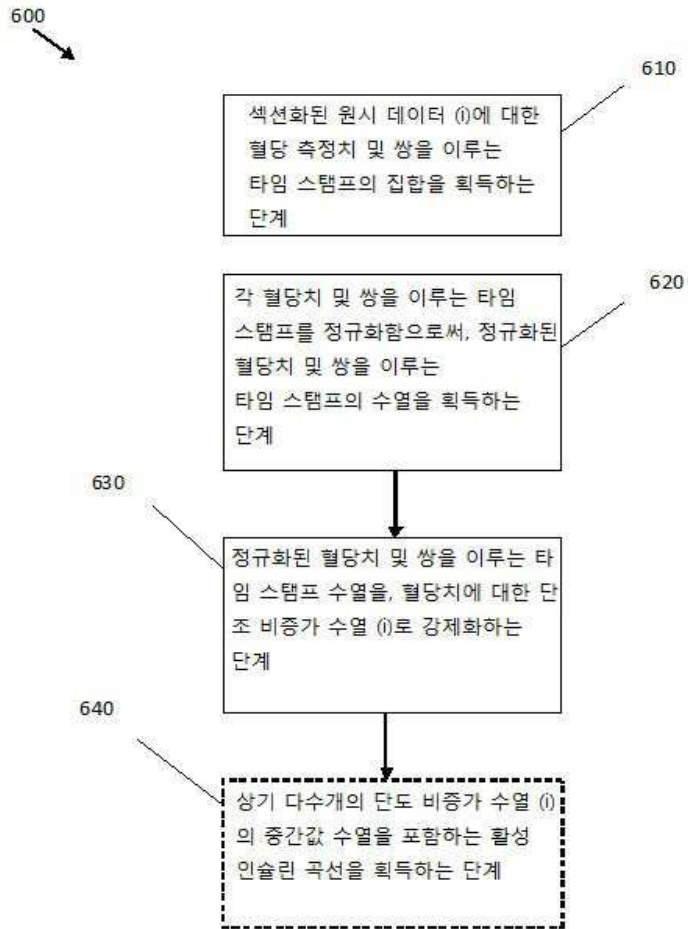 600
610
섹션화된 원시 데이터 (i)에 대한
혈당 측정치 및 쌍을 이루는
타임 스탬프의 집합을 획득하는
단계
620
각 혈당치 및 쌍을 이루는 타임
스탬프를 정규화함으로써, 정규화된
혈당치 및 쌍을 이루는
타임 스탬프의 수열을 획득하는
단계
630
정규화된 혈당치 및 쌍을 이루는 타
임 스탬프 수열을, 혈당치에 대한 단
조 비증가 수열 (i)로 강제화하는
단계
640
상기 다수개의 단도 비증가 수열 (i)
의 중간값 수열을 포함하는 활성
인슐린 곡선을 획득하는 단계